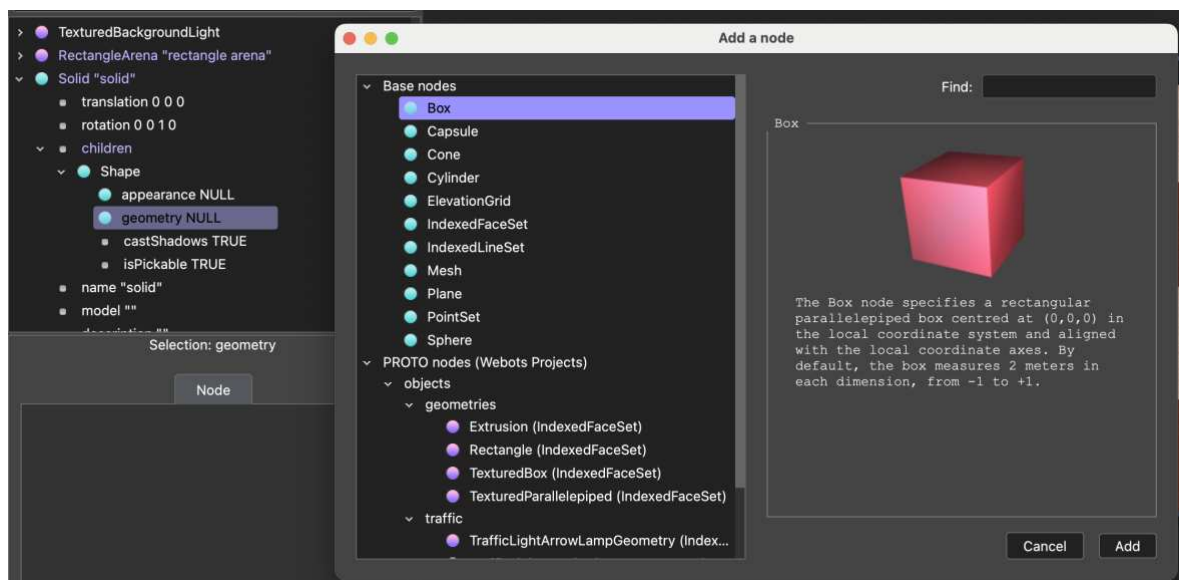 TexturedBackgroundLight
RectangleArena "rectangle arena"
Solid "solid"
translation 0 0 0
rotation 0 0 1 0
children
Shape
appearance NULL
geometry NULL
castShadows TRUE
isPickable TRUE
name "solid"
model ""
Selection: geometry
Node
Add a node
Base nodes
Box
Capsule
Cone
Cylinder
ElevationGrid
IndexedFaceSet
IndexedLineSet
Mesh
Plane
PointSet
Sphere
PROTO nodes (Webots Projects)
objects
geometries
Extrusion (IndexedFaceSet)
Rectangle (IndexedFaceSet)
TexturedBox (IndexedFaceSet)
TexturedParallelepiped (IndexedFaceSet)
traffic
TrafficLightArrowLampGeometry (Index...
Find:
Box
The Box node specifies a rectangular
parallelepiped box centred at (0,0,0) in
the local coordinate system and aligned
with the local coordinate axes. By
default, the box measures 2 meters in
each dimension, from -1 to +1.
Cancel
Add